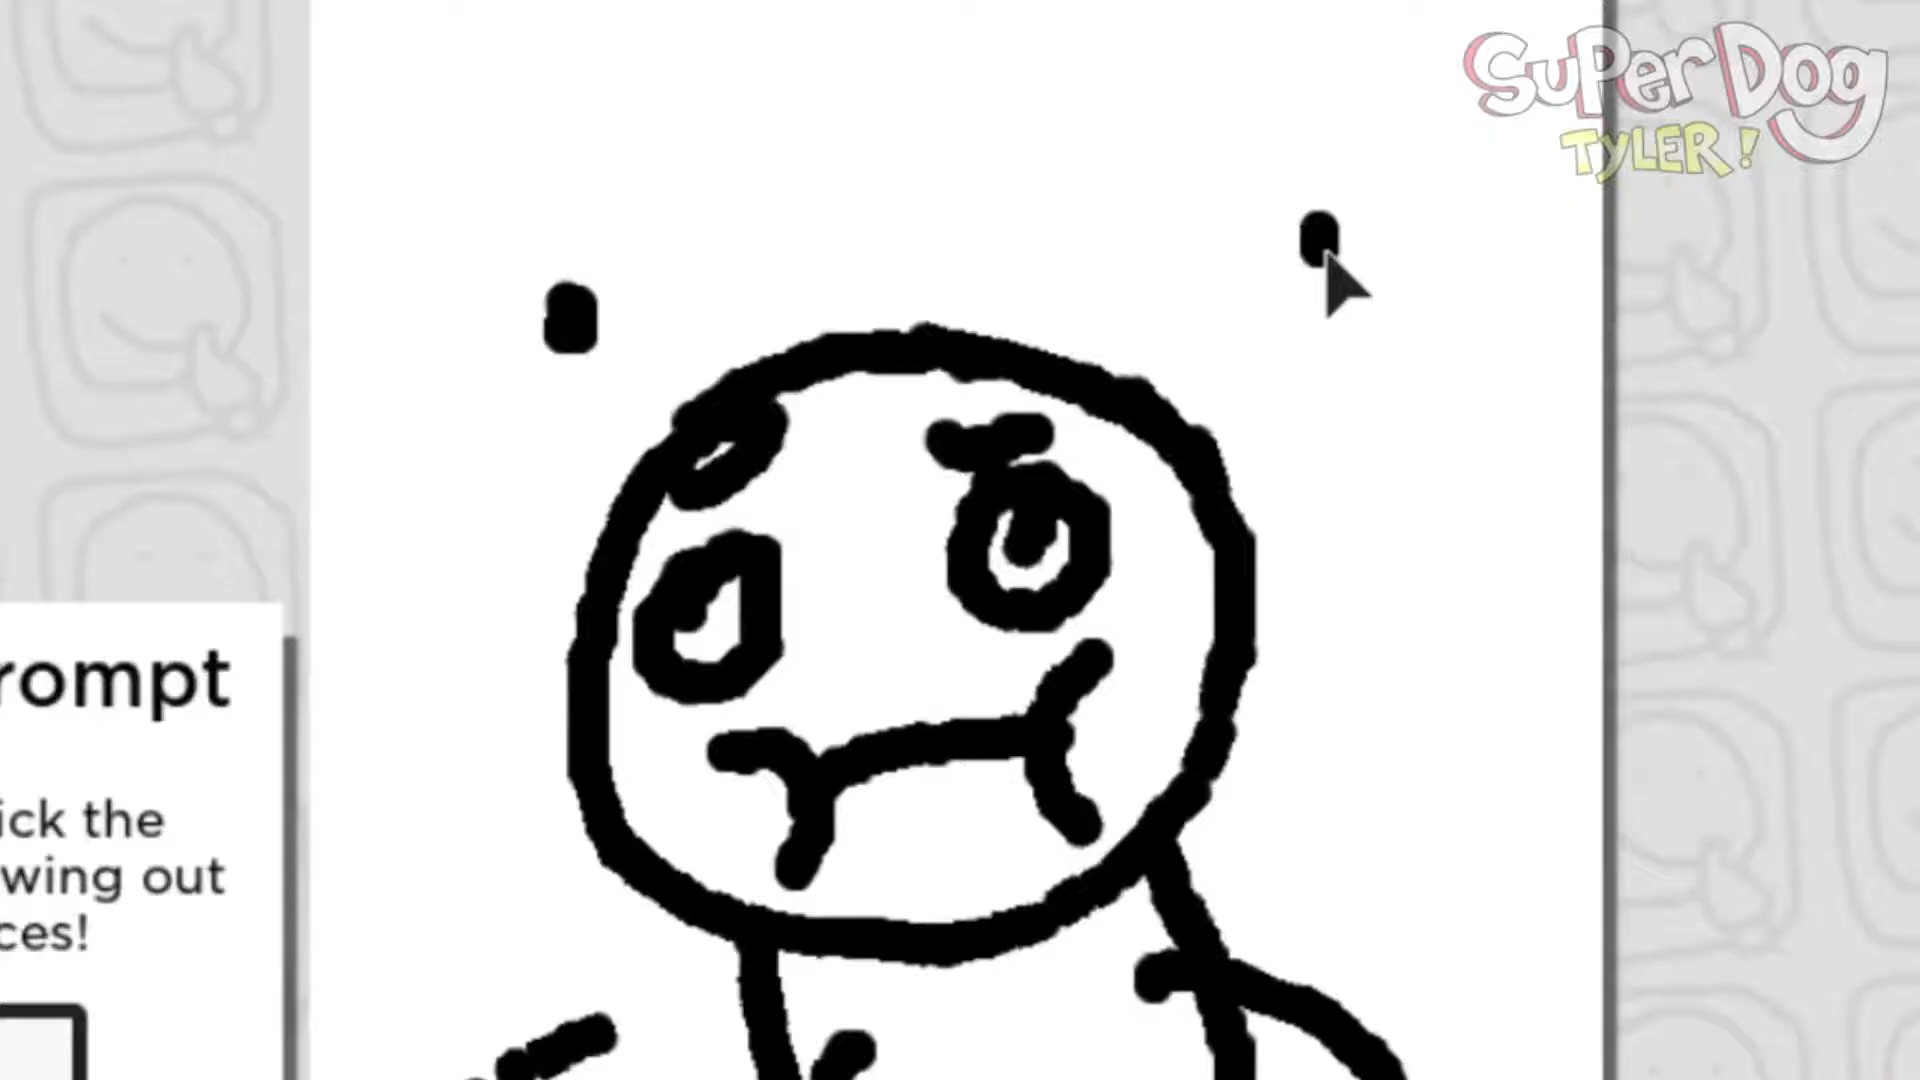 SuPer Dog
TyLER!
rompt
ick the
wing out
ces!